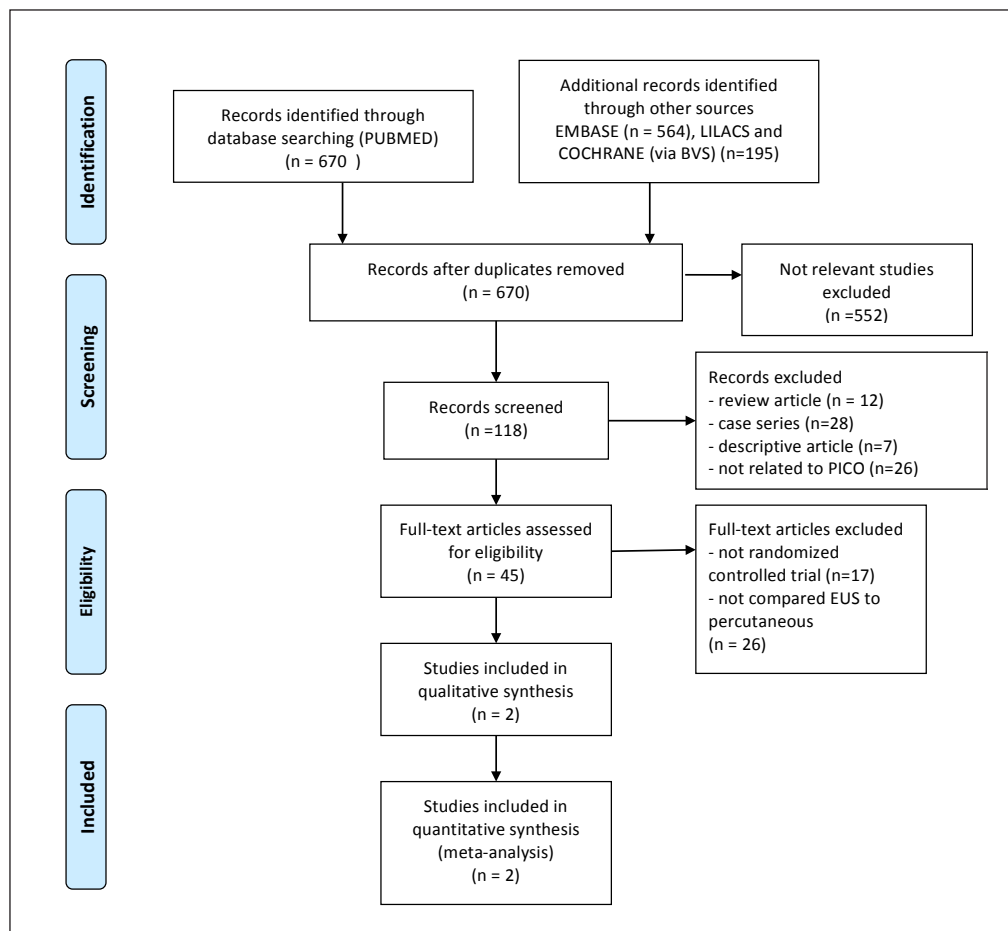 Identification
Records identified through
database searching (PUBMED)
(n = 670 )
Additional records identified
through other sources
EMBASE (n = 564), LILACS and
COCHRANE (via BVS) (n=195)
Records after duplicates removed
(n = 670)
Not relevant studies
excluded
(n =552)
Screening
Records screened
(n =118)
Records excluded
- review article (n = 12)
- case series (n=28)
- descriptive article (n=7)
- not related to PICO (n=26)
Eligibility
Full-text articles assessed
for eligibility
(n = 45)
Full-text articles excluded
- not randomized
controlled trial (n=17)
- not compared EUS to
percutaneous
(n = 26)
Studies included in
qualitative synthesis
(n = 2)
Included
Studies included in
quantitative synthesis
(meta-analysis)
(n = 2)